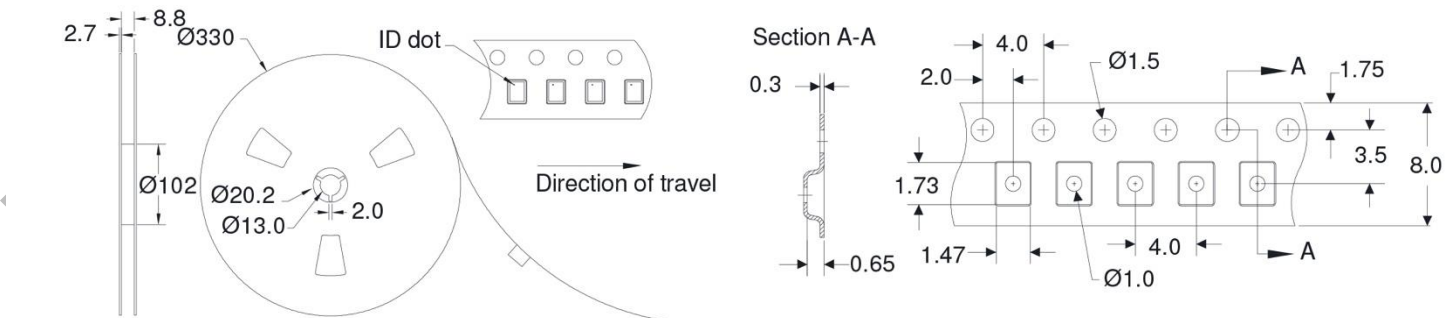 8.8
2.7
Ø330
ID dot
Ø102
Ø20.2
Ø13.0
2.0
Direction of travel
Section A-A
0.3
0.65
4.0
2.0
Ø1.5
A
1.75
3.5
8.0
1.73
1.47
4.0
Ø1.0
A